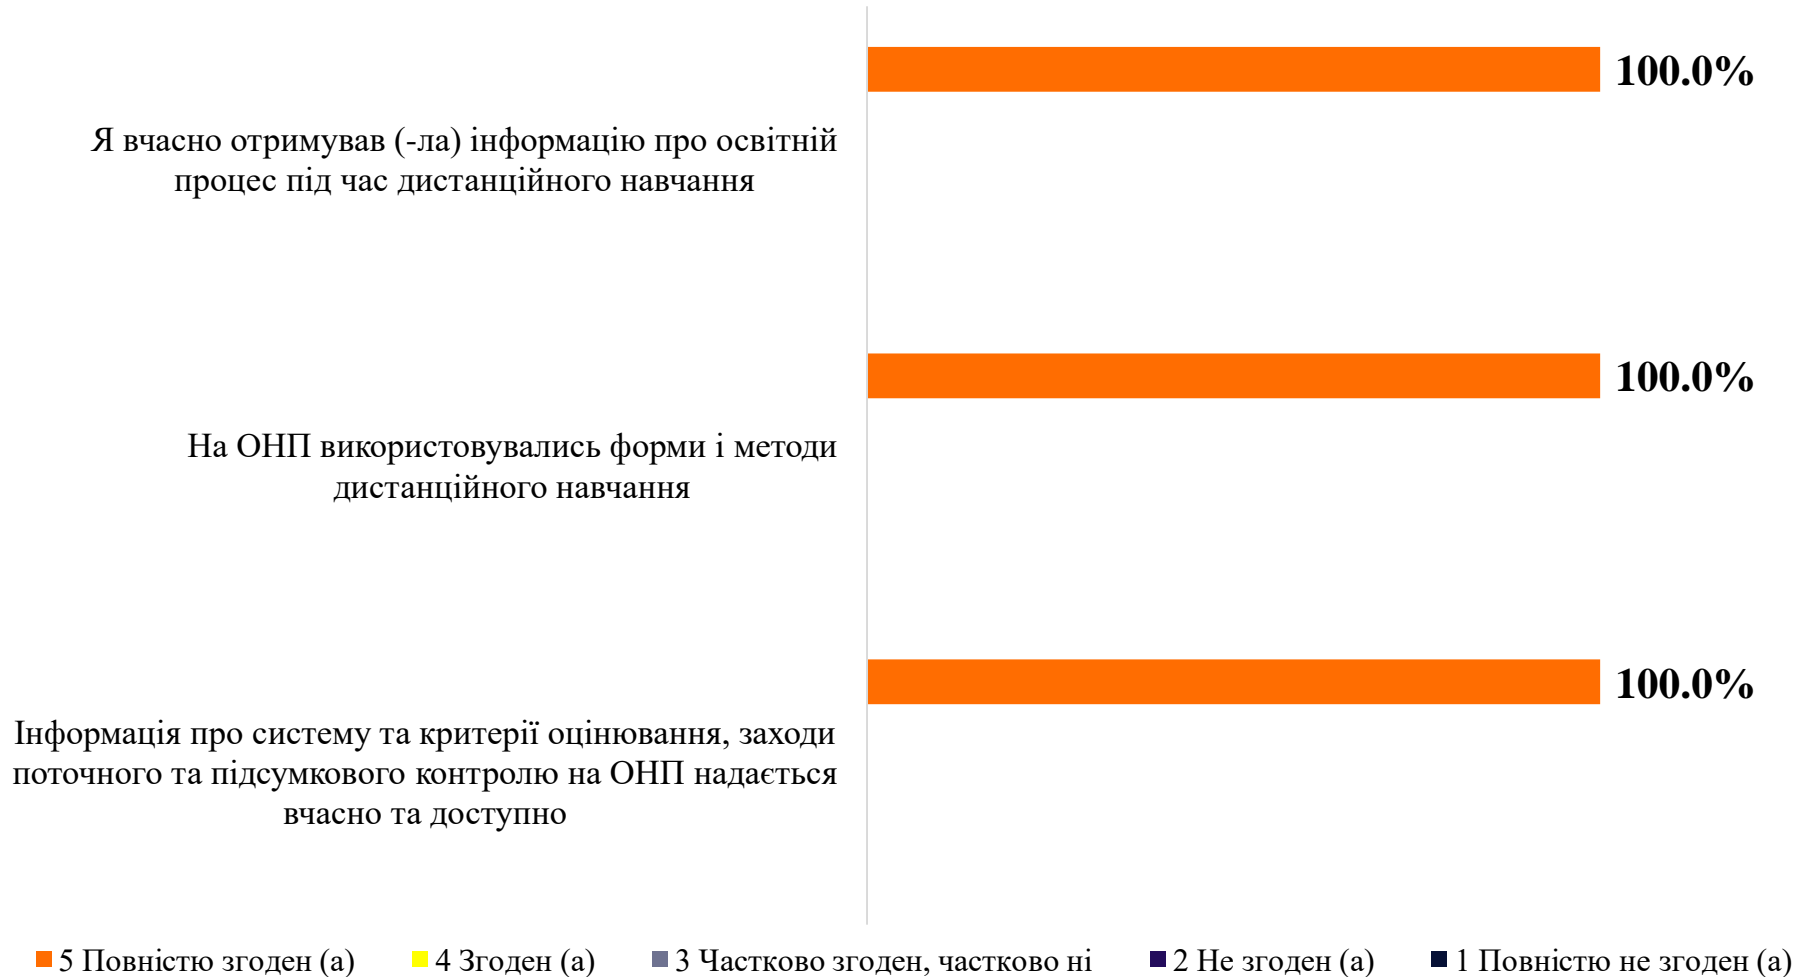 100.0%
Я вчасно отримував (-ла) інформацію про освітній
процес під час дистанційного навчання
100.0%
На ОНП використовувались форми і методи
дистанційного навчання
100.0%
Інформація про систему та критерії оцінювання, заходи
поточного та підсумкового контролю на ОНП надається
вчасно та доступно
5 Повністю згоден (а) 4 Згоден (а) 3 Частково згоден, частково ні 2 Не згоден (а) 1 Повністю не згоден (а)